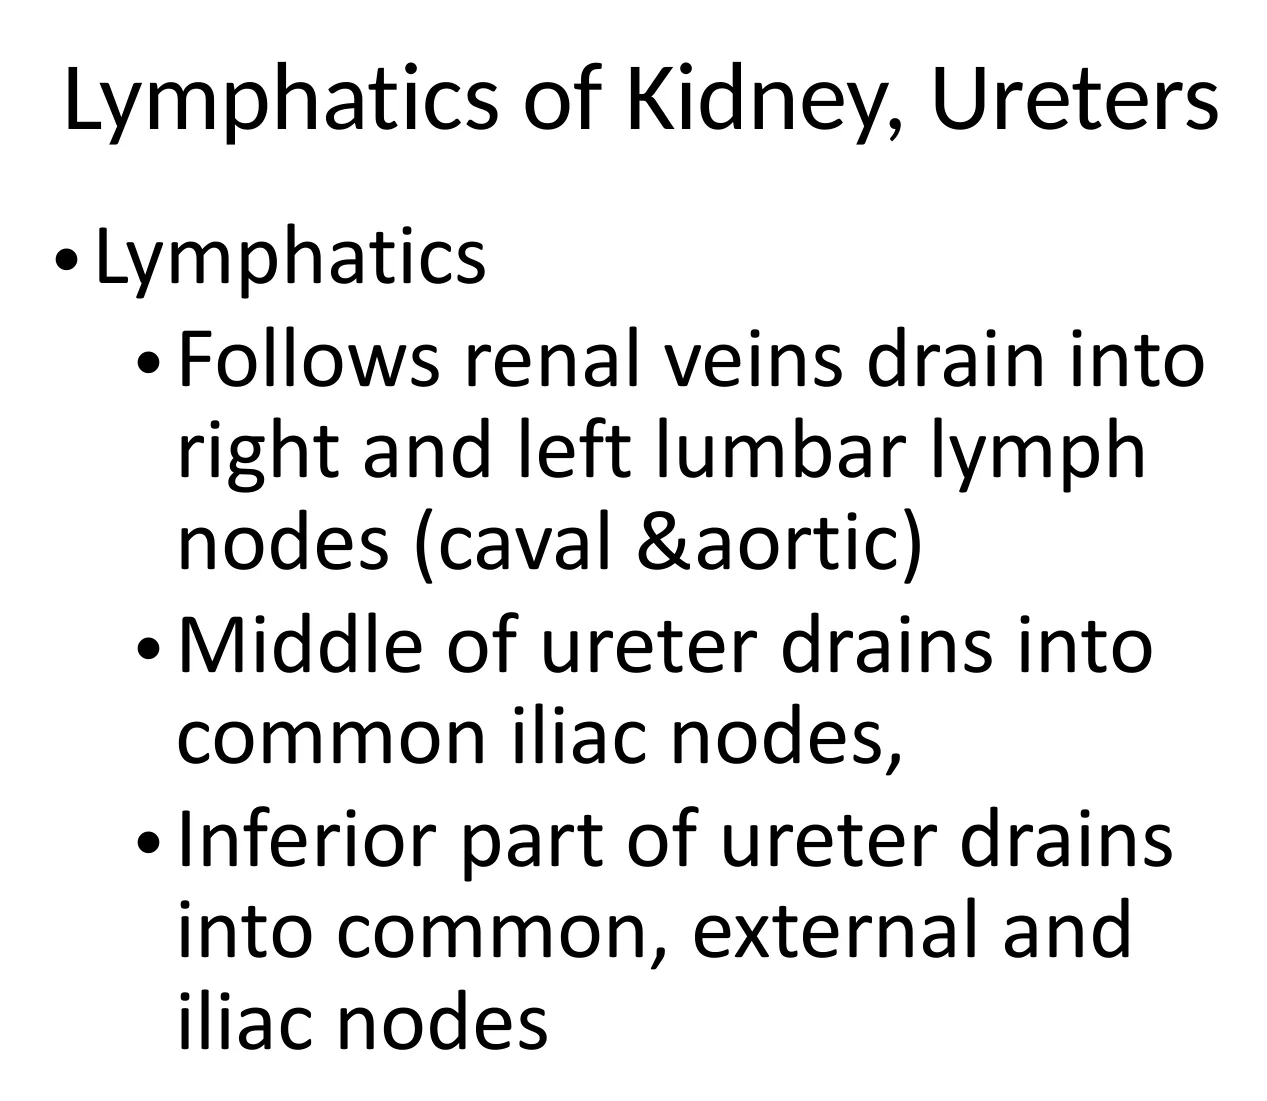 Lymphatics of Kidney, Ureters
• Lymphatics
• Follows renal veins drain into
right and left lumbar lymph
nodes (caval &aortic)
• Middle of ureter drains into
common iliac nodes,
• Inferior part of ureter drains
into common, external and
iliac nodes